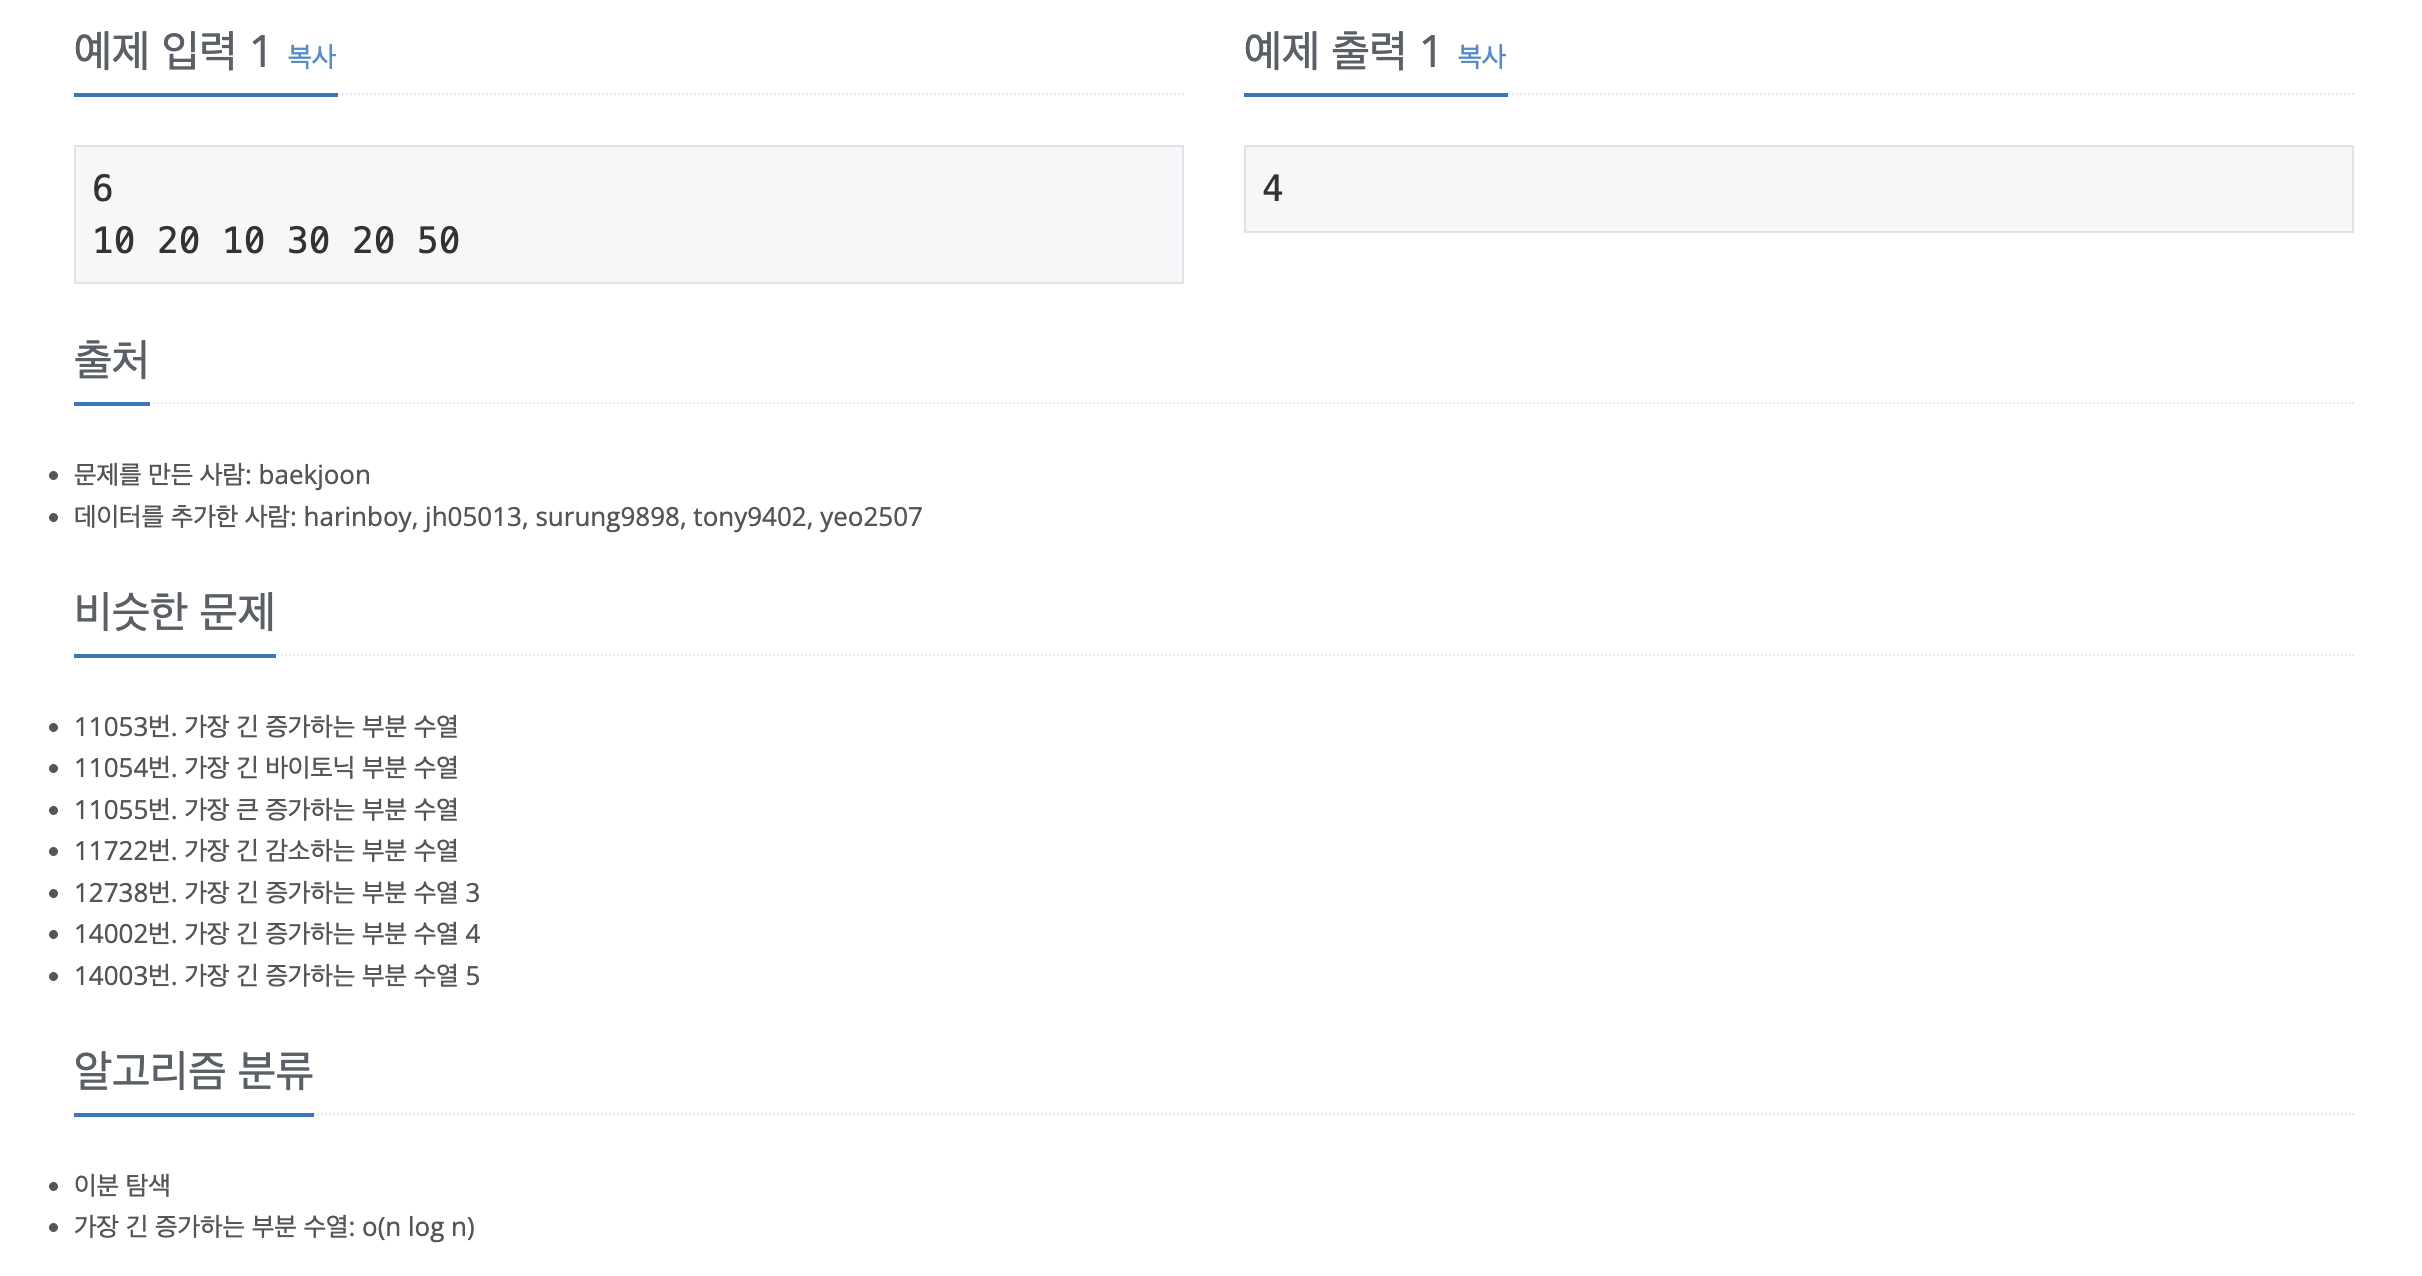 예제 입력 1 복사
6
10 20 10 30 20 50
예제 출력 1 복사
4
출처
문제를 만든 사람: baekjoon
데이터를 추가한 사람: harinboy, jh05013, surung9898, tony9402, yeo2507
비슷한 문제
11053번. 가장 긴 증가하는 부분 수열
11054번. 가장 긴 바이토닉 부분 수열
11055번. 가장 큰 증가하는 부분 수열
11722번. 가장 긴 감소하는 부분 수열
12738번. 가장 긴 증가하는 부분 수열 3
14002번. 가장 긴 증가하는 부분 수열 4
14003번. 가장 긴 증가하는 부분 수열 5
알고리즘 분류
이분 탐색
가장 긴 증가하는 부분 수열: o(n log n)